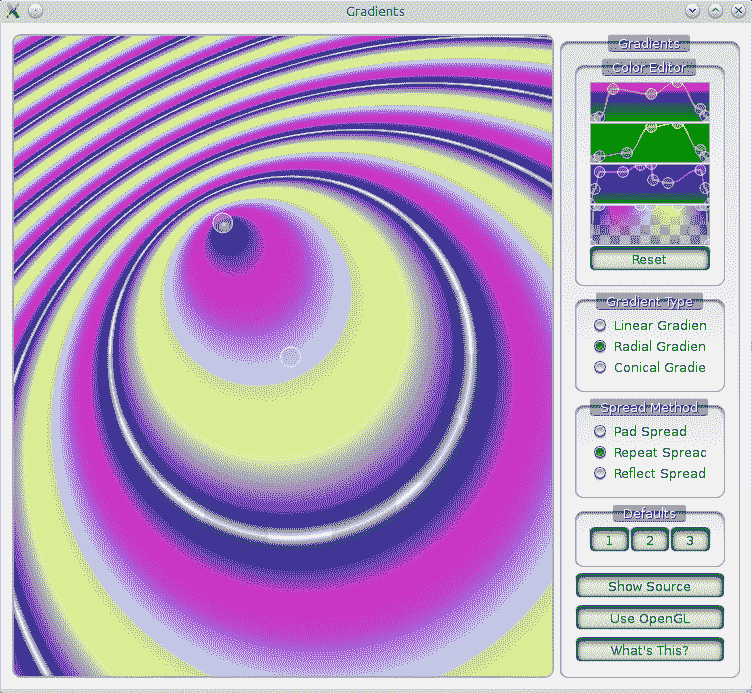 Gradients
Gradients
Color Editor
Reset
Gradient Type
Linear Gradien
Radial Gradien
Conical Gradie
Spread Method
Pad Spread
Repeat Spreac
Reflect Spread
Defaults
1 2 3
Show Source
Use OpenGL
What's This?